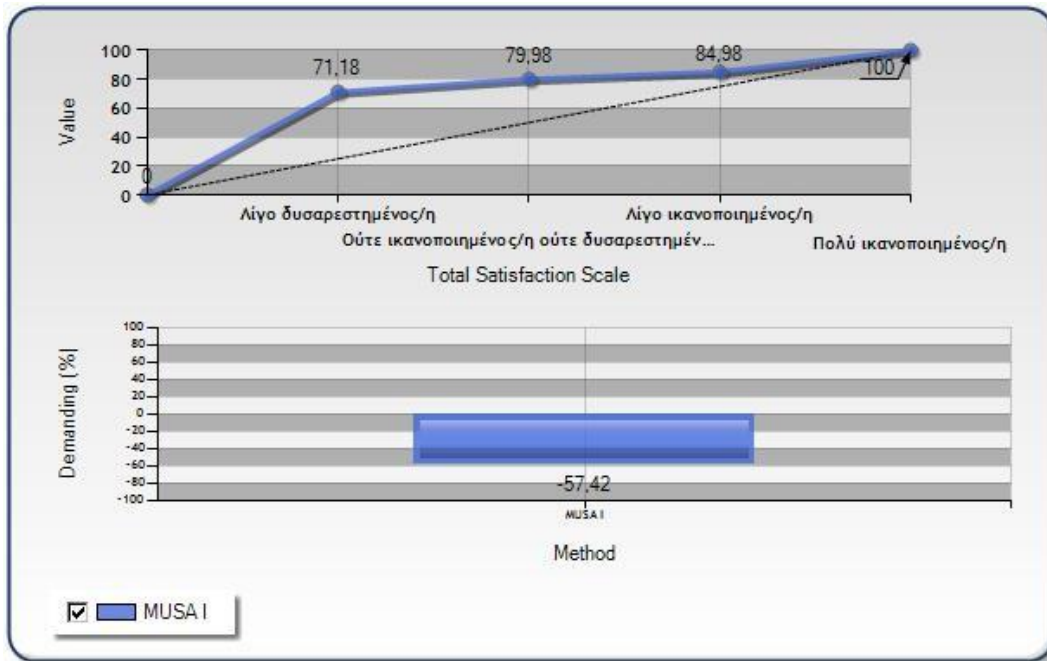 Value
100
80
60
40
20
0
0
71,18
79,98
84,98
100
Λίγο δυσαρεστημένος/η
Ούτε ικανοποιημένος/η ούτε δυσαρεστημέν...
Λίγο ικανοποιημένος/η
Πολύ ικανοποιημένος/η
Total Satisfaction Scale
Demanding (%)
100
80
60
40
20
0
-20
-40
-60
-80
-100
-57,42
MUSA I
Method
MUSA I